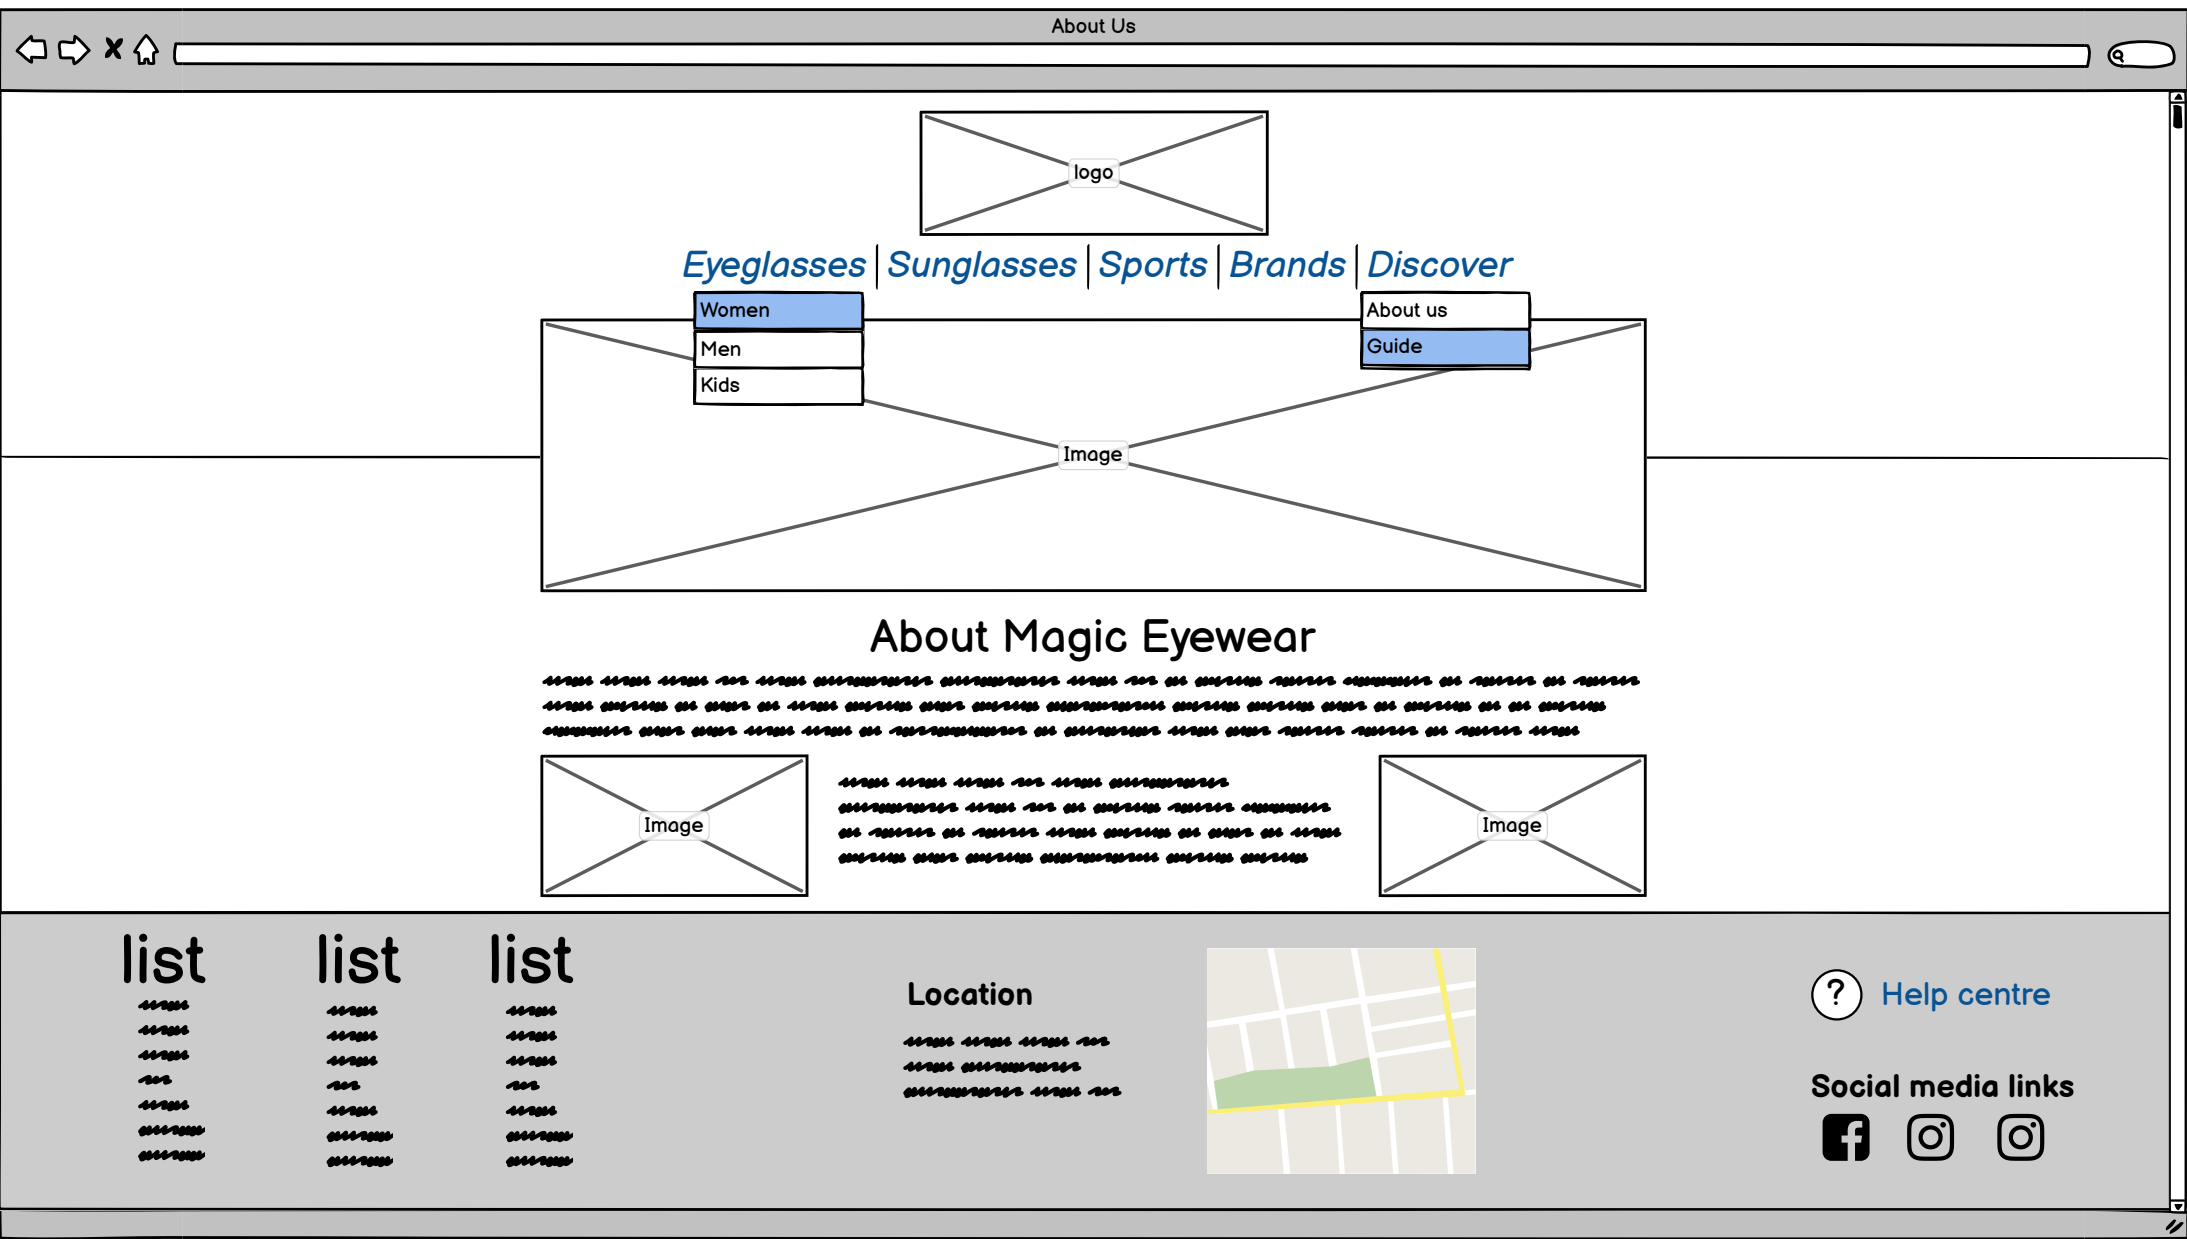 About Us
logo
Eyeglasses Sunglasses Sports Brands Discover
Women
Men
Kids
About us
Guide
Image
About Magic Eyewear
Image
Image
list
list
list
Location
? Help centre
Social media links